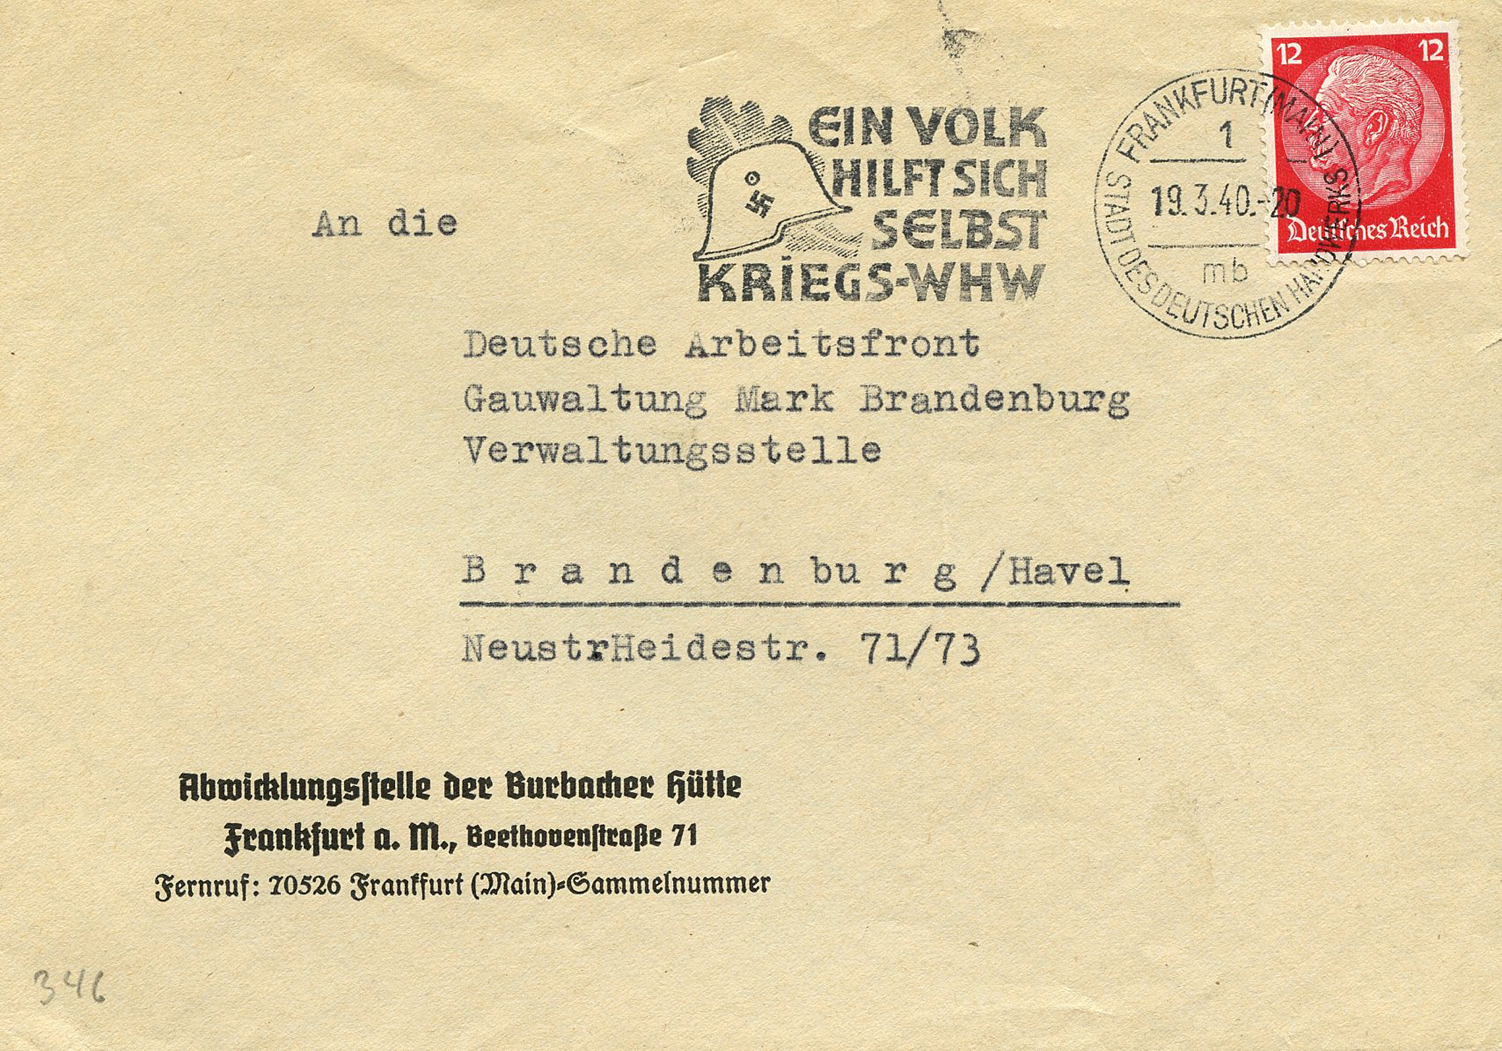 An die
EIN VOLK
HILFT SICH
SELBST
KRIEGS-WHW
FRANKFURT (MAIN)
1
19.3.40.-20
mb
STADT DES DEUTSCHEN HANDWERKS
12 12
Deutsches Reich
Deutsche Arbeitsfront
Gauwaltung Mark Brandenburg
Verwaltungsstelle
B r a n d e n bu r g /Havel
Neustr.Heidestr. 71/73
Abwicklungsstelle der Burbacher Hütte
Frankfurt a. M., Beethovenstraße 71
Fernruf: 70526 Frankfurt (Main)-Sammelnummer
346